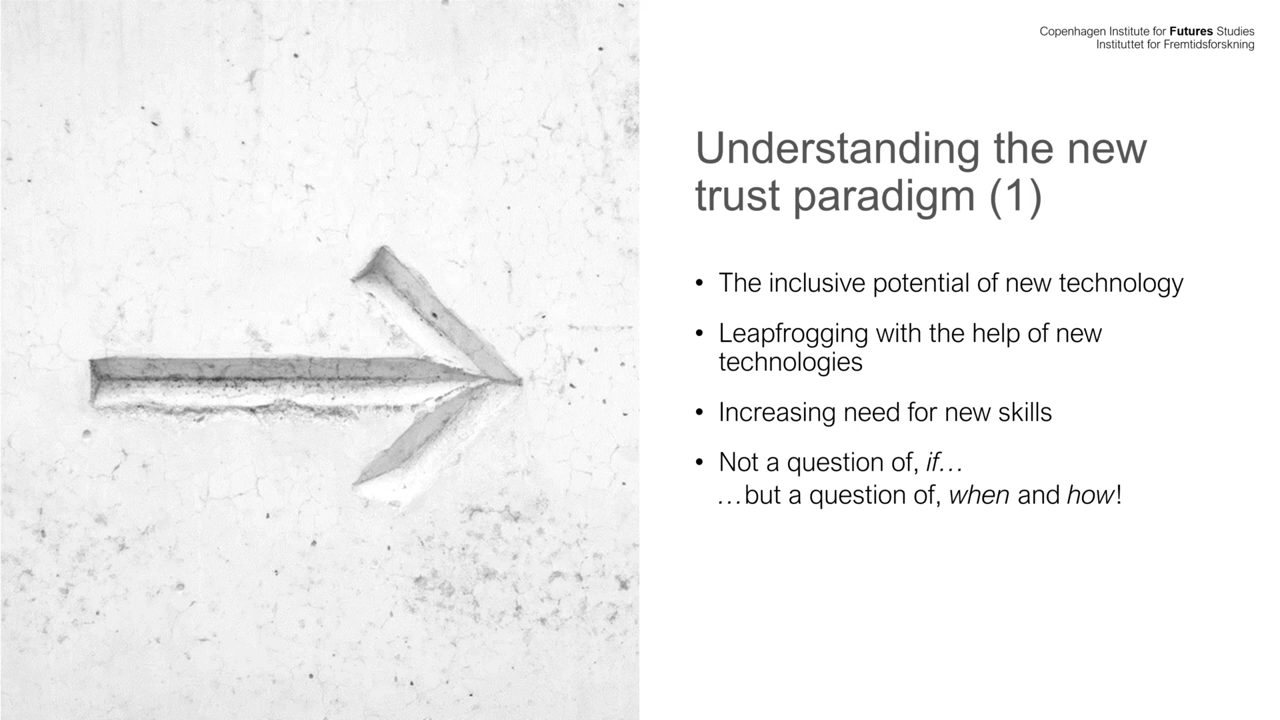 Copenhagen Institute for Futures Studies
Instituttet for Fremtidsforskning
Understanding the new
trust paradigm (1)
• The inclusive potential of new technology
• Leapfrogging with the help of new
technologies
• Increasing need for new skills
• Not a question of, if…
…but a question of, when and how!